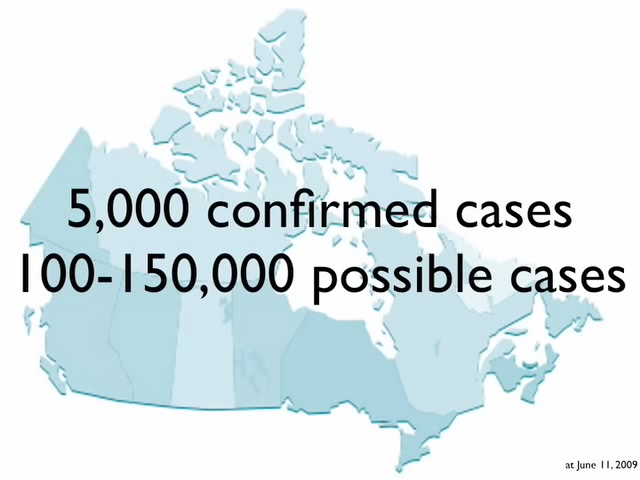 5,000 confirmed cases
100-150,000 possible cases
at June 11, 2009